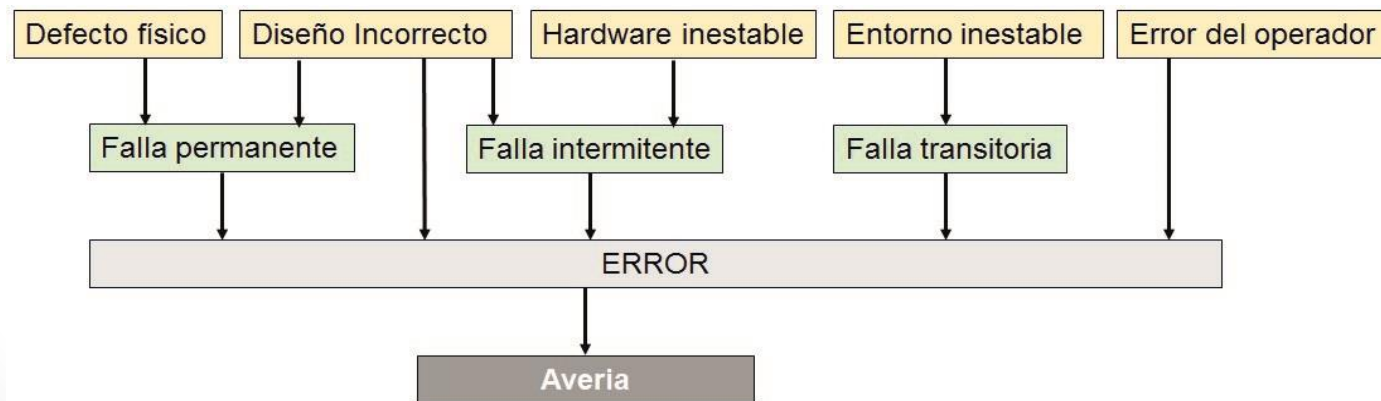 Defecto físico
Diseño Incorrecto
Hardware inestable
Entorno inestable
Error del operador
Falla permanente
Falla intermitente
Falla transitoria
ERROR
Averia